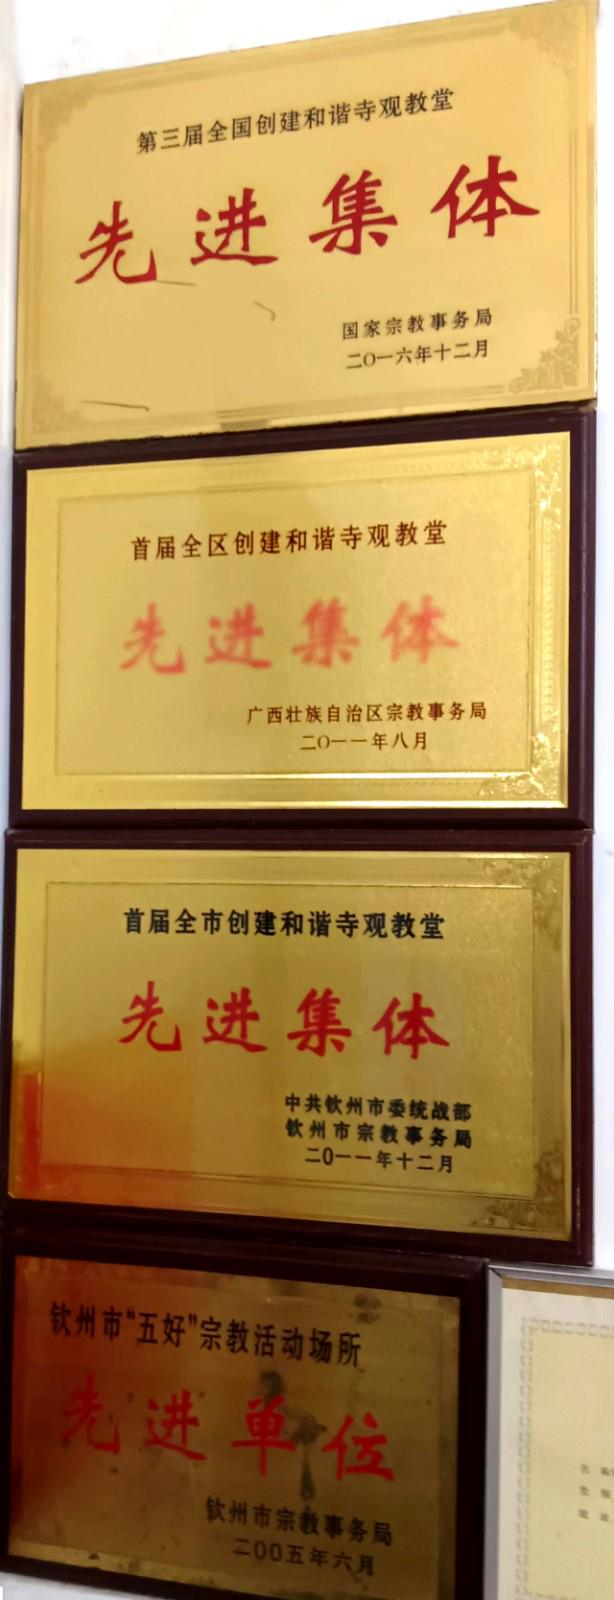 第三届全国创建和谐寺观教堂
先进集体
国家宗教事务局
二〇一六年十二月
首届全区创建和谐寺观教堂
先进集体
广西壮族自治区宗教事务局
二〇一一年八月
首届全市创建和谐寺观教堂
先进集体
中共钦州市委统战部
钦州市宗教事务局
二0一一年十二月
钦州市“五好”宗教活动场所
先进单位
钦州市宗教事务局
二00五年六月
名